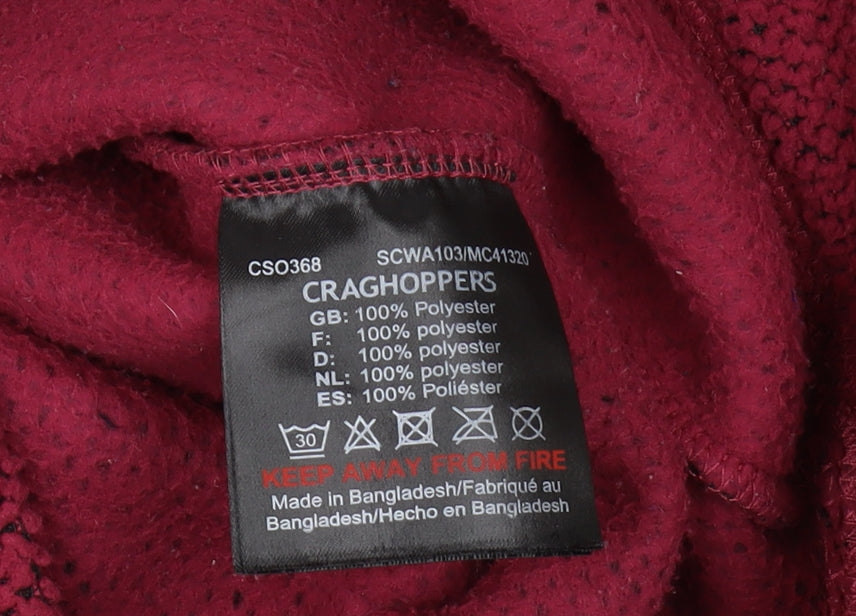 CSO368 SCWA103/MC41320
CRAGHOPPERS
GB: 100% Polyester
F: 100% polyester
D: 100% polyester
NL: 100% polyester
ES: 100% Poliéster
30
KEEP AWAY FROM FIRE
Made in Bangladesh/Fabriqué au
Bangladesh/Hecho en Bangladesh